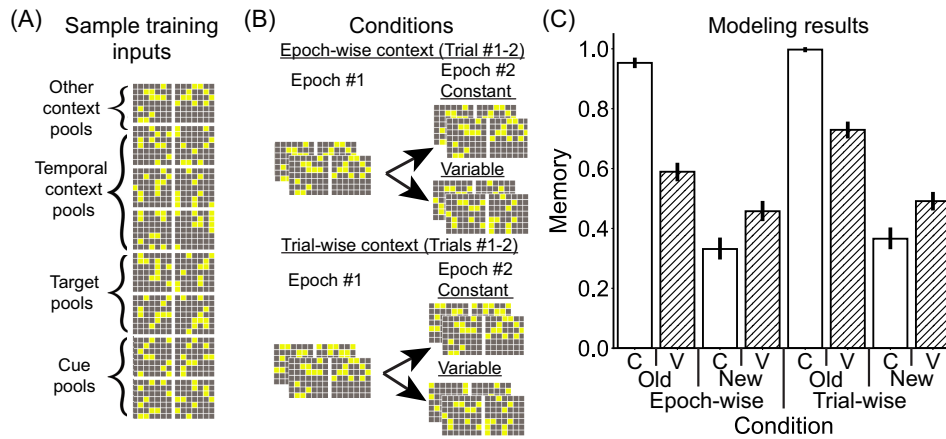 (A) Sample training
inputs
Other
context
pools
Temporal
context
pools
Target
pools
Cue
pools
(B) Conditions
Epoch-wise context (Trial #1-2)
Epoch #1
Epoch #2
Constant
Variable
Trial-wise context (Trials #1-2)
Epoch #1
Epoch #2
Constant
Variable
(C) Modeling results
Memory
1.0
0.8
0.6
0.4
0.2
0.0
C V C V C V C V
Old New Old New
Epoch-wise Trial-wise
Condition